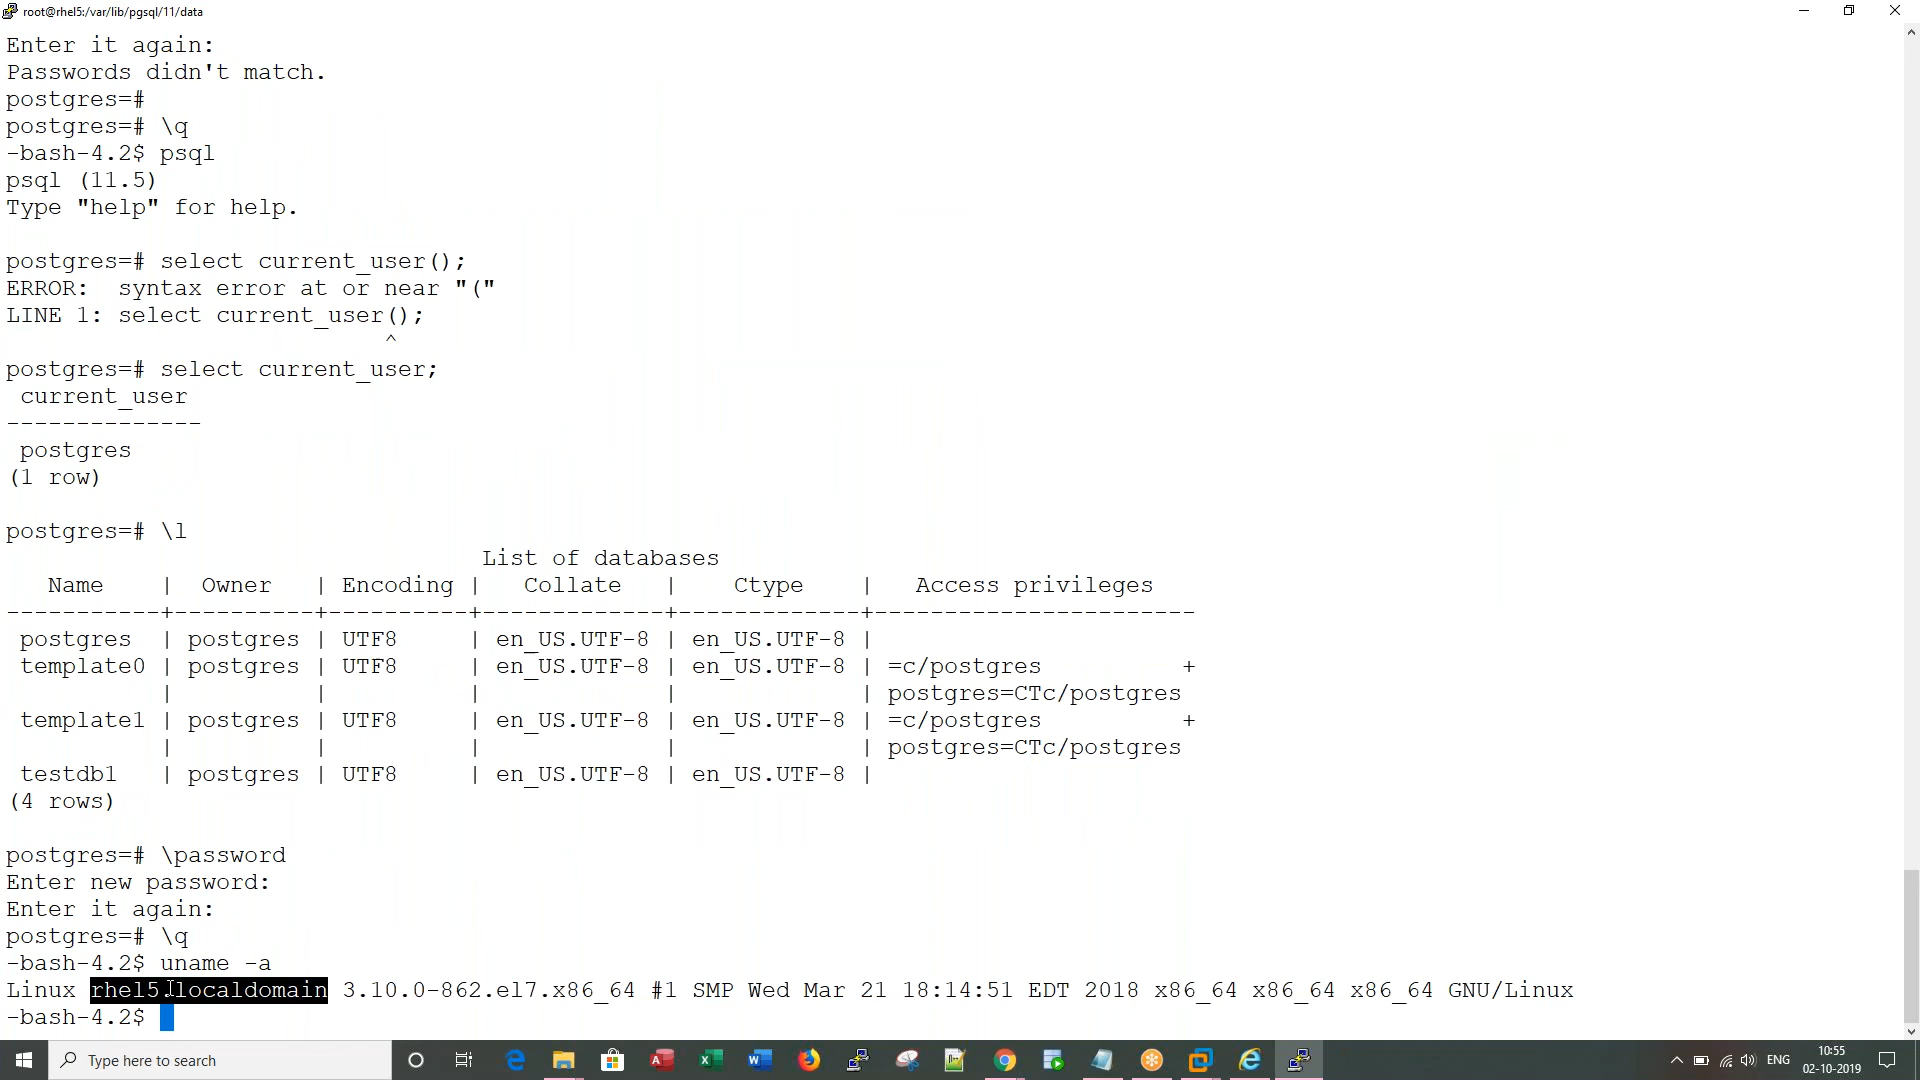 root@rhel5:/var/lib/pgsql/11/data
Enter it again:
Passwords didn't match.
postgres=#
postgres=# \q
-bash-4.2$ psql
psql (11.5)
Type "help" for help.
postgres=# select current_user();
ERROR:  syntax error at or near "("
LINE 1: select current_user();
^
postgres=# select current_user;
current_user
--------------
postgres
(1 row)
postgres=# \l
List of databases
Name    |  Owner   | Encoding |   Collate   |    Ctype    |   Access privileges
-----------+----------+----------+-------------+-------------+-----------------------
postgres  | postgres | UTF8     | en_US.UTF-8 | en_US.UTF-8 |
template0 | postgres | UTF8     | en_US.UTF-8 | en_US.UTF-8 | =c/postgres          +
|          |          |             |             | postgres=CTc/postgres
template1 | postgres | UTF8     | en_US.UTF-8 | en_US.UTF-8 | =c/postgres          +
|          |          |             |             | postgres=CTc/postgres
testdb1   | postgres | UTF8     | en_US.UTF-8 | en_US.UTF-8 |
(4 rows)
postgres=# \password
Enter new password:
Enter it again:
postgres=# \q
-bash-4.2$ uname -a
Linux rhel5.localdomain 3.10.0-862.el7.x86_64 #1 SMP Wed Mar 21 18:14:51 EDT 2018 x86_64 x86_64 x86_64 GNU/Linux
-bash-4.2$
Type here to search
ENG
10:55
02-10-2019